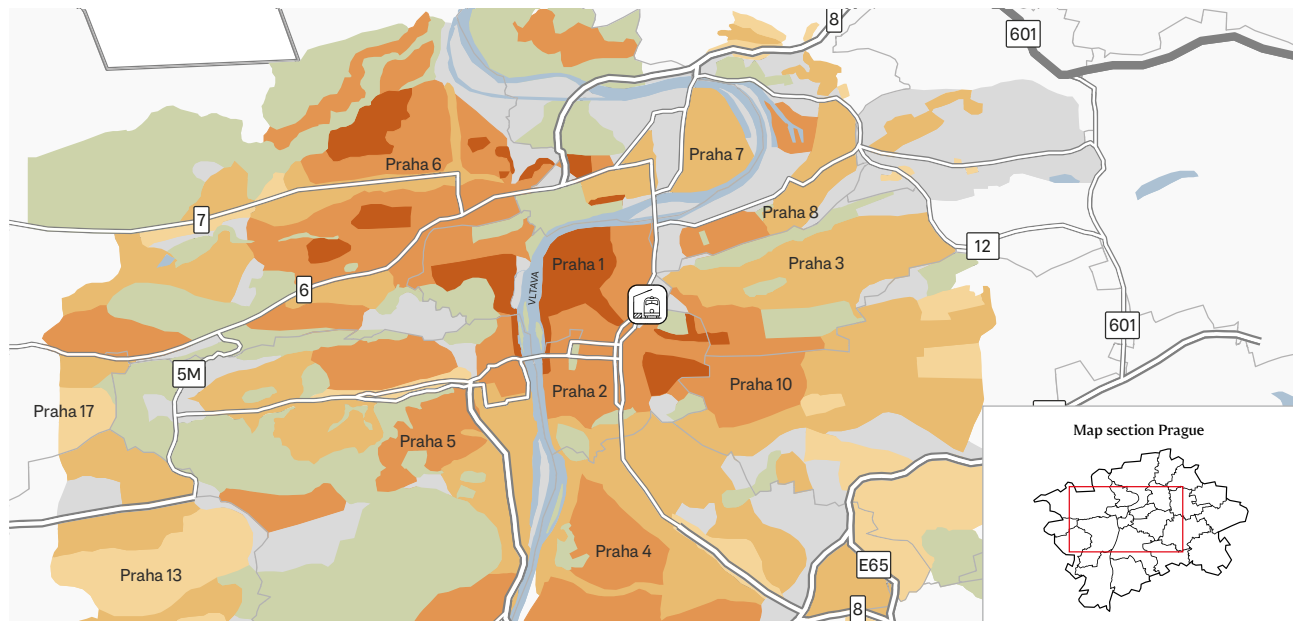 8
601
Praha 6
Praha 7
7
Praha 8
12
Praha 1
Praha 3
VLTAVA
6
601
5M
Praha 2
Praha 10
Praha 17
Praha 5
Map section Prague
Praha 4
E65
Praha 13
8